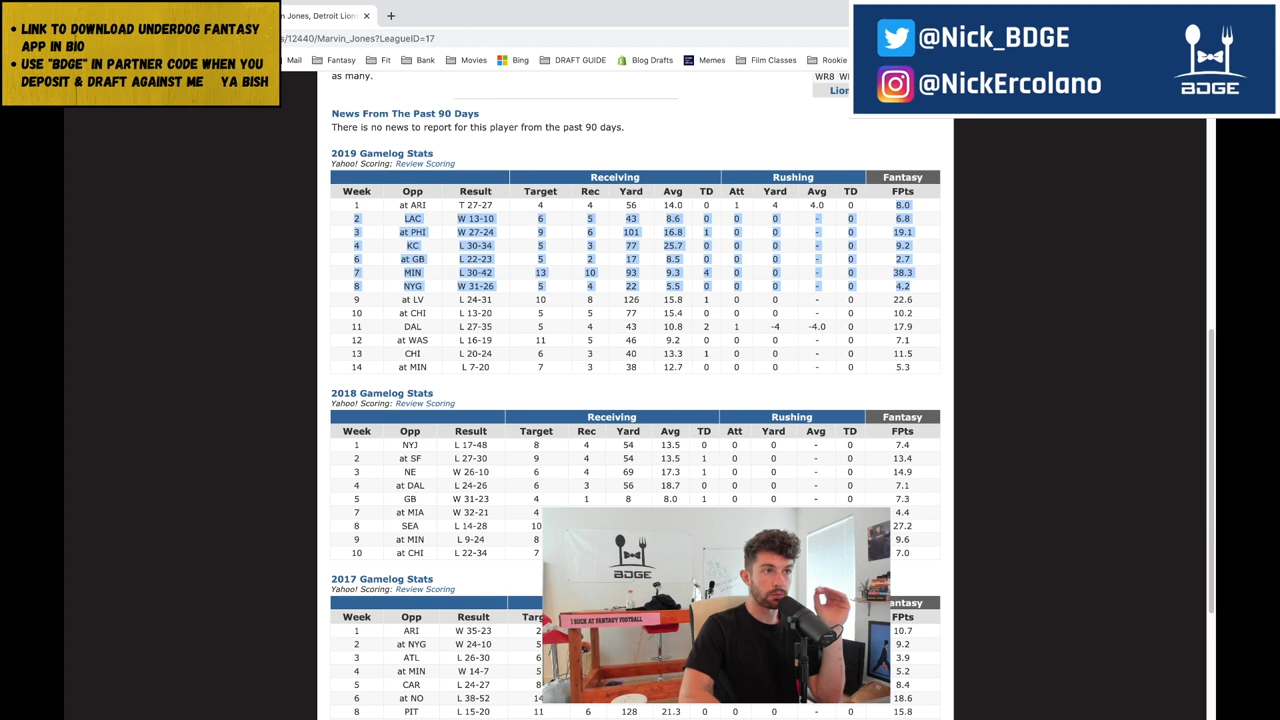 • LINK TO DOWNLOAD UNDERDOG FANTASY
APP IN BIO
• USE "BDGE" IN PARTNER CODE WHEN YOU
DEPOSIT & DRAFT AGAINST ME YA BISH
n Jones, Detroit Lion
s/12440/Marvin_Jones?LeagueID=17
Mail Fantasy Fit Bank Movies Bing DRAFT GUIDE Blog Drafts Memes Film Classes Rookie
@Nick_BDGE
@NickErcolano
BDGE
as many.
WR8 WI
Lior
News From The Past 90 Days
There is no news to report for this player from the past 90 days.
2019 Gamelog Stats
Yahoo! Scoring: Review Scoring
Receiving Rushing Fantasy
Week Opp Result Target Rec Yard Avg TD Att Yard Avg TD FPts
1 at ARI T 27-27 4 4 56 14.0 0 1 4 4.0 0 8.0
2 LAC W 13-10 6 5 43 8.6 0 0 0 - 0 6.8
3 at PHI W 27-24 9 6 101 16.8 1 0 0 - 0 19.1
4 KC L 30-34 5 3 77 25.7 0 0 0 - 0 9.2
6 at GB L 22-23 5 2 17 8.5 0 0 0 - 0 2.7
7 MIN L 30-42 13 10 93 9.3 4 0 0 - 0 38.3
8 NYG W 31-26 5 4 22 5.5 0 0 0 - 0 4.2
9 at LV L 24-31 10 8 126 15.8 1 0 0 - 0 22.6
10 at CHI L 13-20 5 5 77 15.4 0 0 0 - 0 10.2
11 DAL L 27-35 5 4 43 10.8 2 1 -4 -4.0 0 17.9
12 at WAS L 16-19 11 5 46 9.2 0 0 0 - 0 7.1
13 CHI L 20-24 6 3 40 13.3 1 0 0 - 0 11.5
14 at MIN L 7-20 7 3 38 12.7 0 0 0 - 0 5.3
2018 Gamelog Stats
Yahoo! Scoring: Review Scoring
Receiving Rushing Fantasy
Week Opp Result Target Rec Yard Avg TD Att Yard Avg TD FPts
1 NYJ L 17-48 8 4 54 13.5 0 0 0 - 0 7.4
2 at SF L 27-30 9 4 54 13.5 1 0 0 - 0 13.4
3 NE W 26-10 6 4 69 17.3 1 0 0 - 0 14.9
4 at DAL L 24-26 6 3 56 18.7 0 0 0 - 0 7.1
5 GB W 31-23 4 1 8 8.0 1 0 0 - 0 7.3
7 at MIA W 32-21 4 4.4
8 SEA L 14-28 10 27.2
9 at MIN L 9-24 8 9.6
10 at CHI L 22-34 7 7.0
BDGE
I SUCK AT FANTASY FOOTBALL
2017 Gamelog Stats
Yahoo! Scoring: Review Scoring
antasy
Week Opp Result Targ FPts
1 ARI W 35-23 2 10.7
2 at NYG W 24-10 5 9.2
3 ATL L 26-30 6 3.9
4 at MIN W 14-7 5 5.2
5 CAR L 24-27 6 8.4
6 at NO L 38-52 14 18.6
8 PIT L 15-20 11 6 128 21.3 0 0 0 - 0 15.8